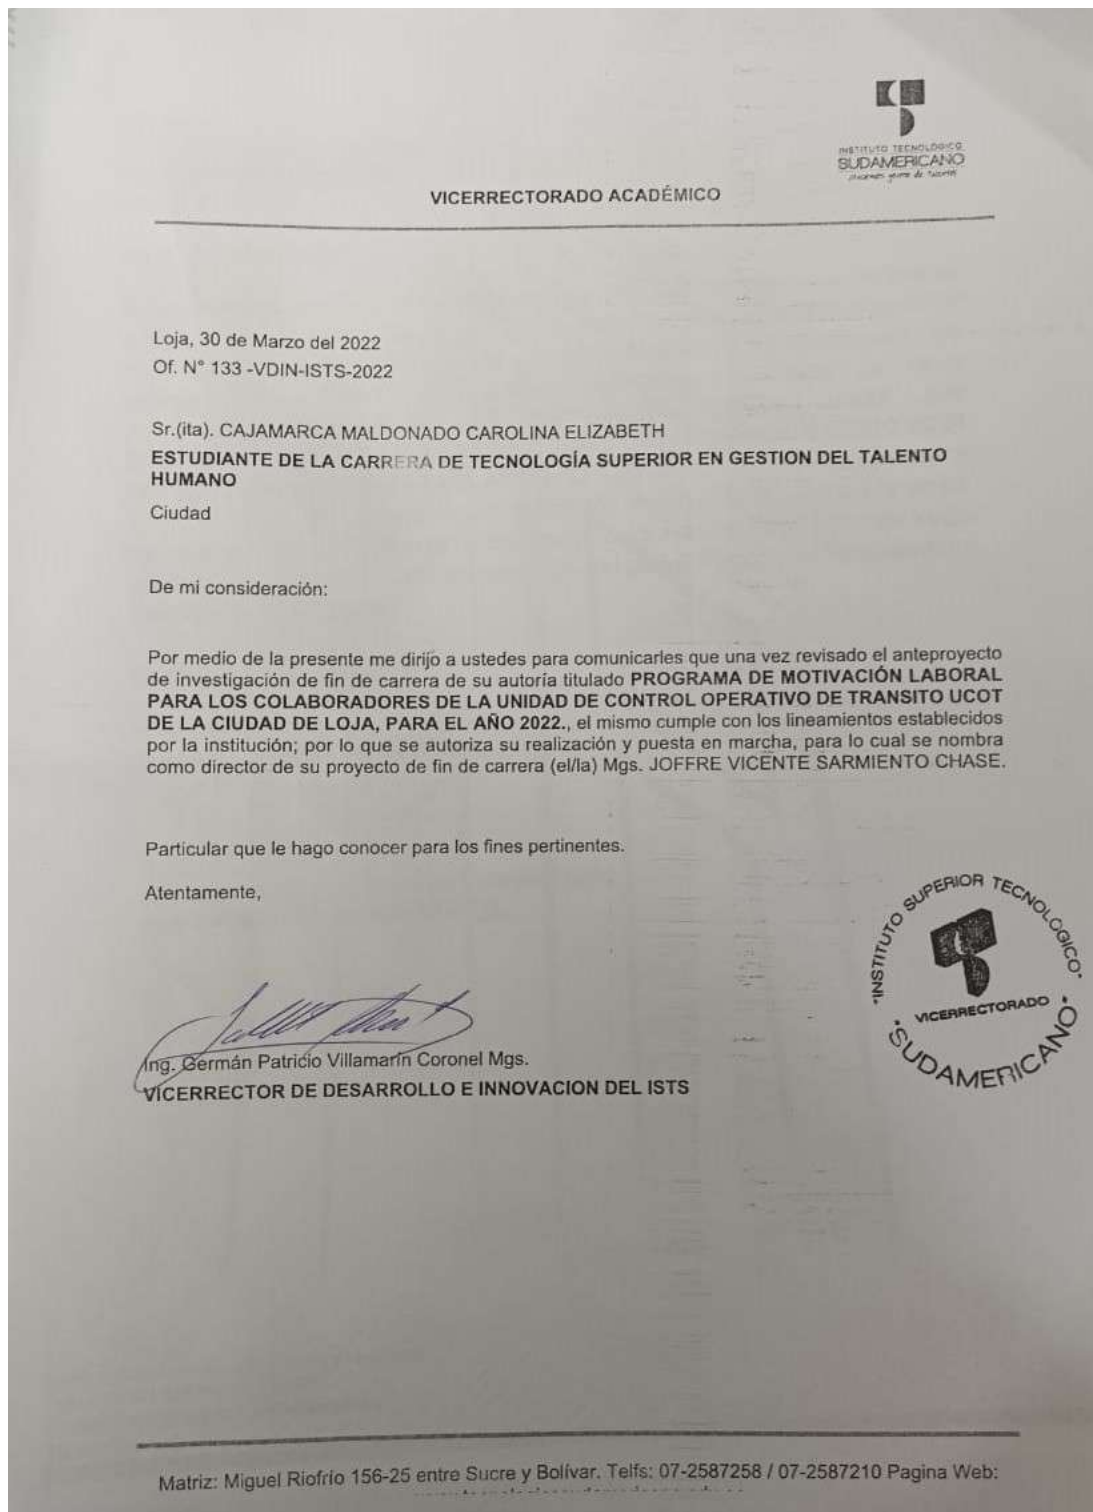 INSTITUTO TECNOLÓGICO
SUDAMERICANO
VICERRECTORADO ACADÉMICO
Loja, 30 de Marzo del 2022
Of. N° 133 -VDIN-ISTS-2022
Sr.(ita). CAJAMARCA MALDONADO CAROLINA ELIZABETH
ESTUDIANTE DE LA CARRERA DE TECNOLOGÍA SUPERIOR EN GESTION DEL TALENTO
HUMANO
Ciudad
De mi consideración:
Por medio de la presente me dirijo a ustedes para comunicarles que una vez revisado el anteproyecto
de investigación de fin de carrera de su autoría titulado PROGRAMA DE MOTIVACIÓN LABORAL
PARA LOS COLABORADORES DE LA UNIDAD DE CONTROL OPERATIVO DE TRANSITO UCOT
DE LA CIUDAD DE LOJA, PARA EL AÑO 2022., el mismo cumple con los lineamientos establecidos
por la institución; por lo que se autoriza su realización y puesta en marcha, para lo cual se nombra
como director de su proyecto de fin de carrera (el/la) Mgs. JOFFRE VICENTE SARMIENTO CHASE.
Particular que le hago conocer para los fines pertinentes.
Atentamente,
"INSTITUTO SUPERIOR TECNOLÓGICO"
VICERRECTORADO
"SUDAMERICANO"
Ing. Germán Patricio Villamarín Coronel Mgs.
VICERRECTOR DE DESARROLLO E INNOVACION DEL ISTS
Matriz: Miguel Riofrío 156-25 entre Sucre y Bolívar. Telfs: 07-2587258 / 07-2587210 Pagina Web: